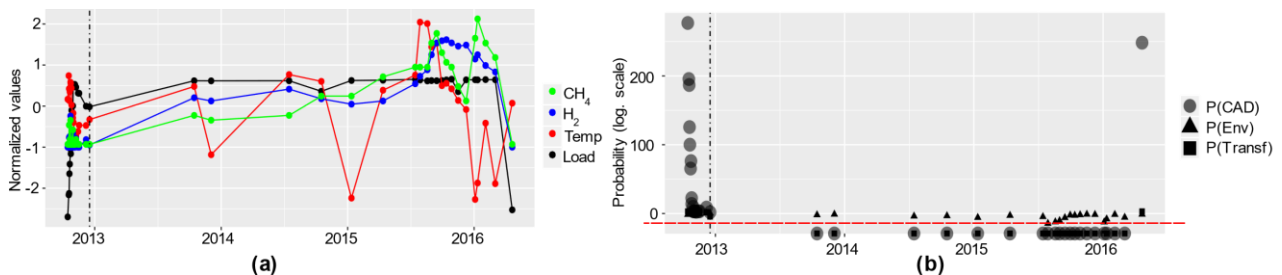 Normalized values
2
1
0
-1
-2
2013
2014
2015
2016
CH4
H2
Temp
Load
(a)
Probability (log. scale)
200
100
0
2013
2014
2015
2016
P(CAD)
P(Env)
P(Transf)
(b)